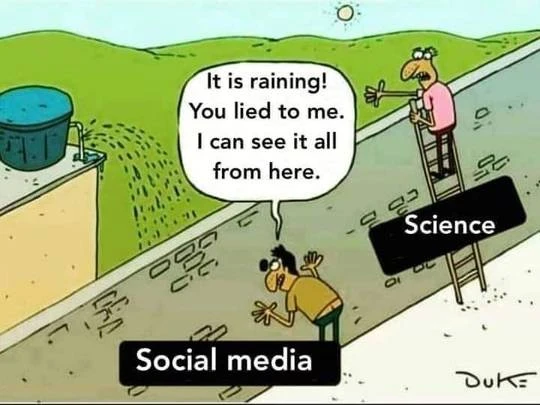 It is raining!
You lied to me.
I can see it all
from here.
Science
Social media
DUKE